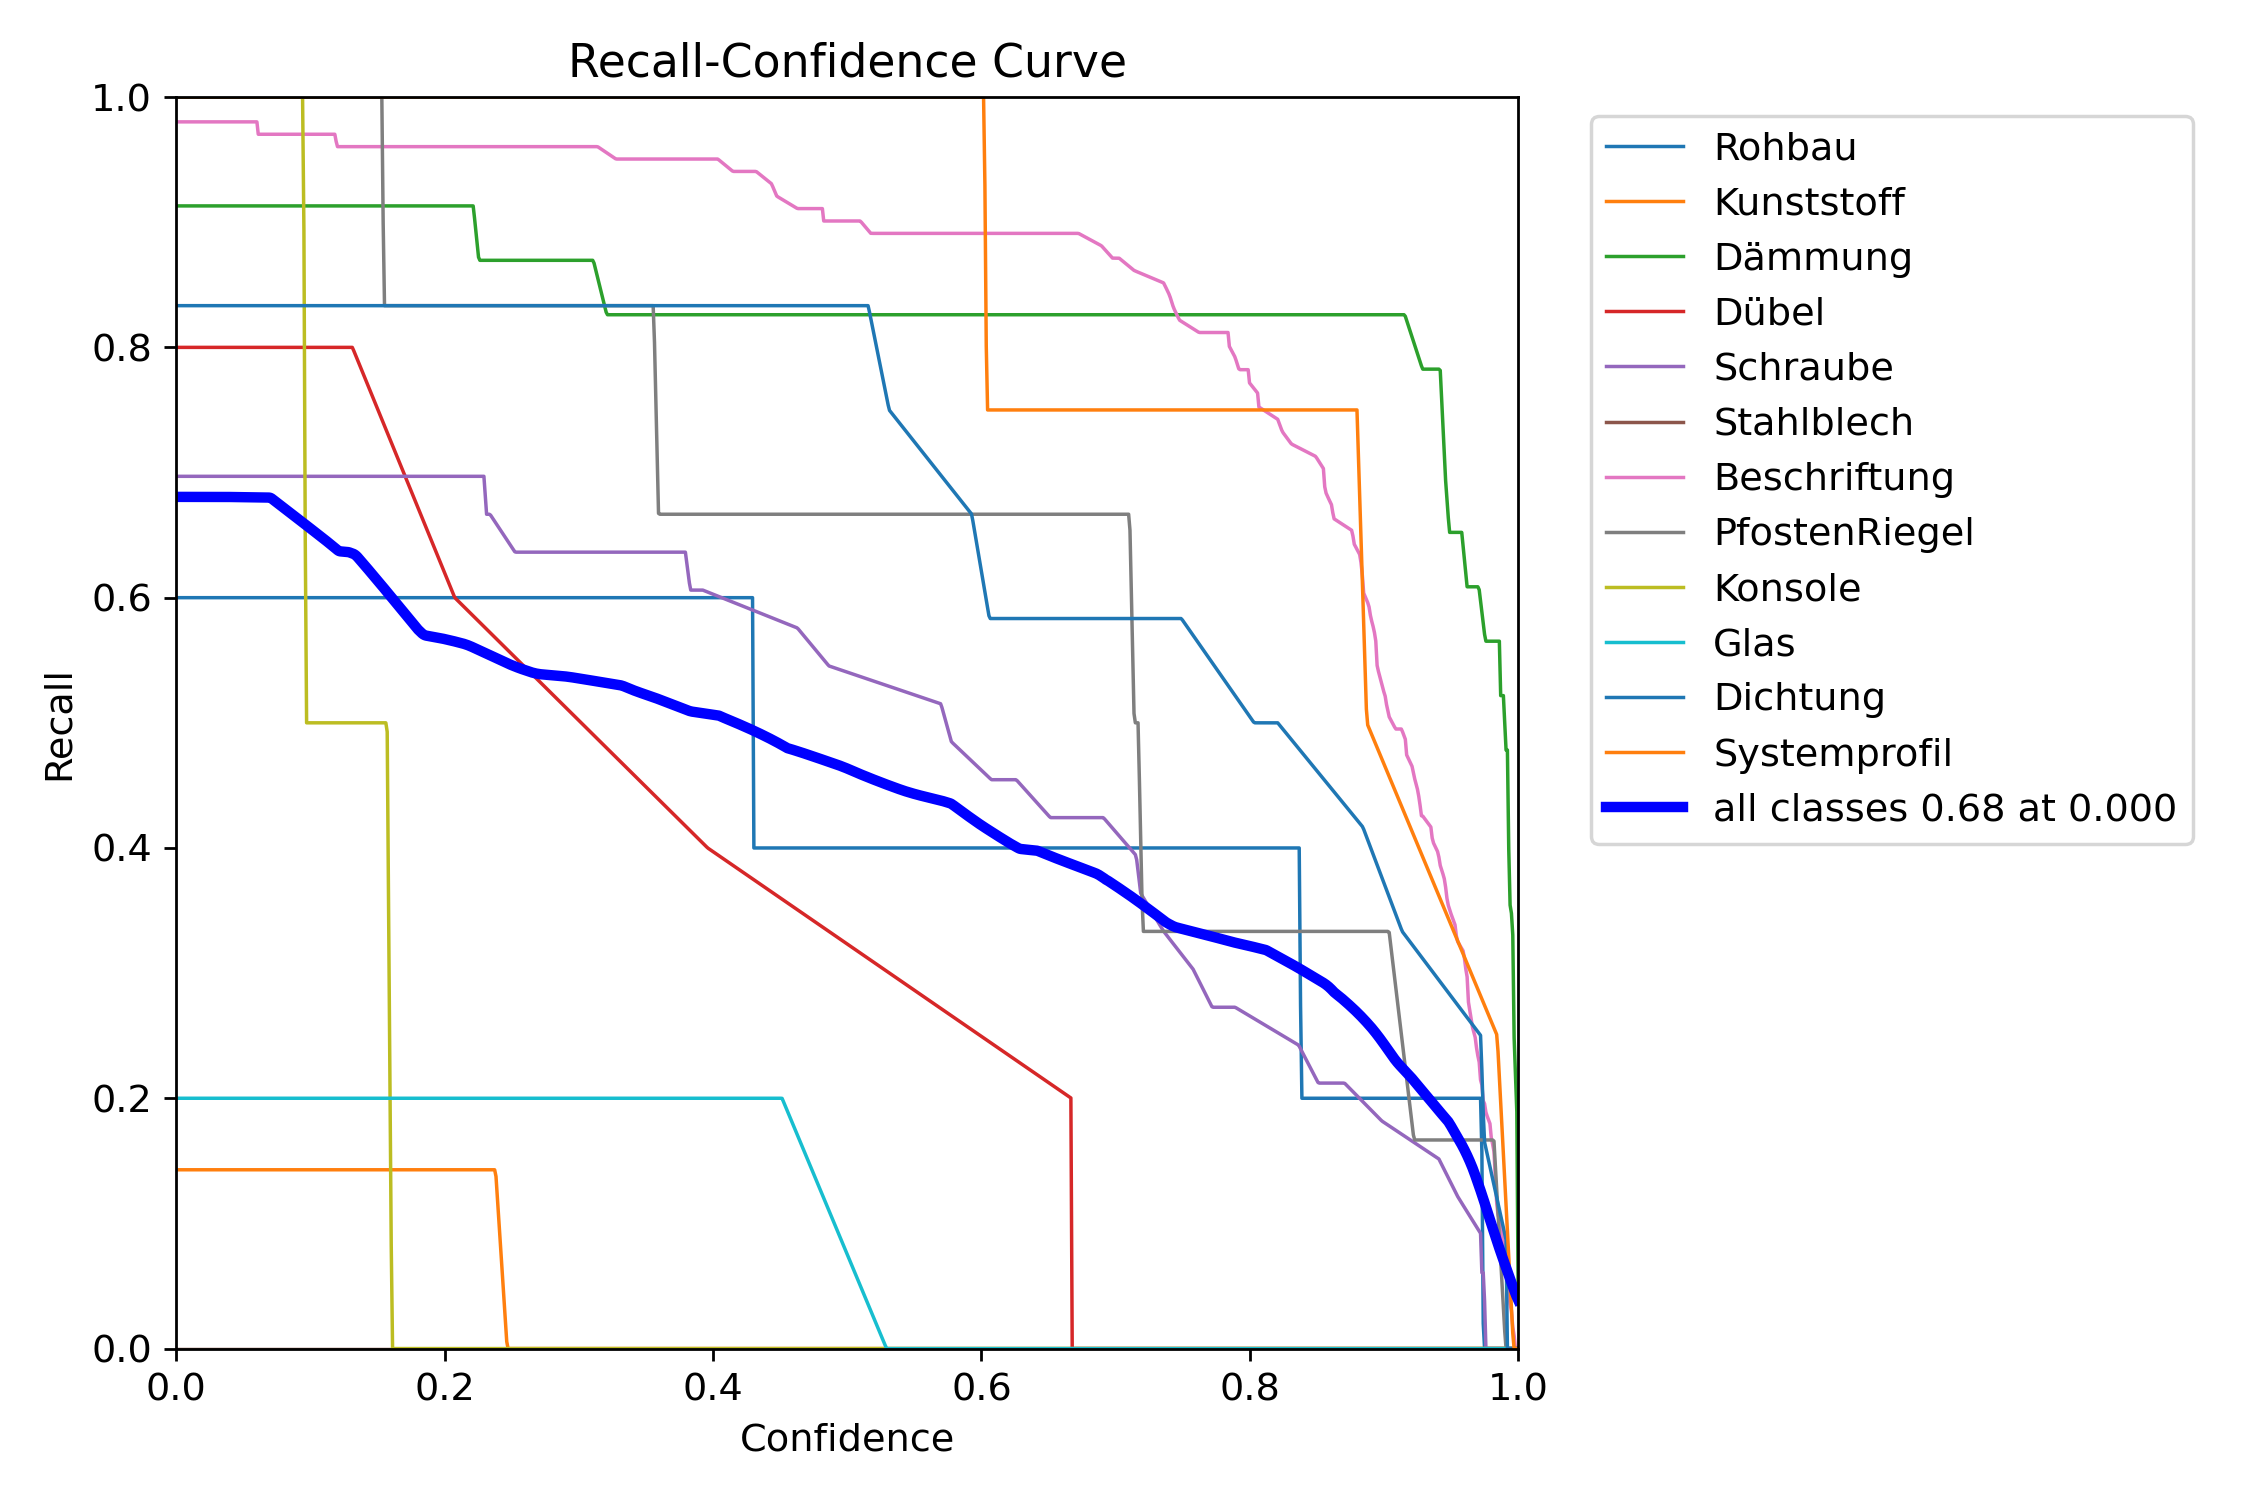 Recall-Confidence Curve
1.0
0.8
0.6
0.4
0.2
0.0
Recall
0.0 0.2 0.4 0.6 0.8 1.0
Confidence
Rohbau
Kunststoff
Dämmung
Dübel
Schraube
Stahlblech
Beschriftung
PfostenRiegel
Konsole
Glas
Dichtung
Systemprofil
all classes 0.68 at 0.000